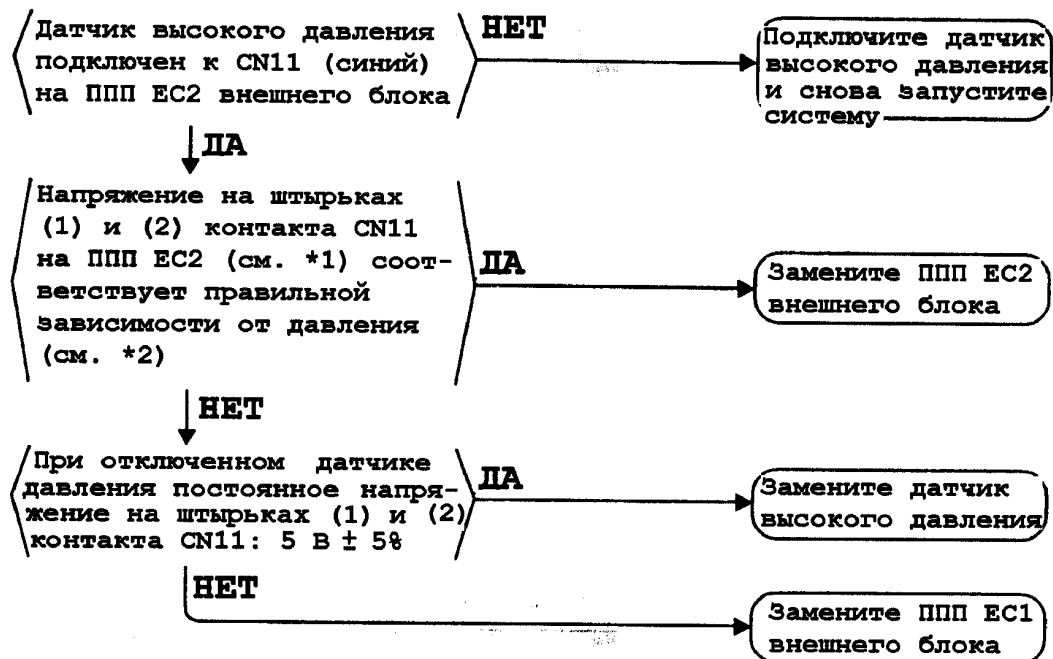 Датчик высокого давления
подключен к CN11 (синий)
на ППП EC2 внешнего блока
НЕТ
Подключите датчик
высокого давления
и снова запустите
систему
ДА
Напряжение на штырьках
(1) и (2) контакта CN11
на ППП EC2 (см. *1) соот-
ветствует правильной
зависимости от давления
(см. *2)
ДА
Замените ППП EC2
внешнего блока
НЕТ
При отключенном датчике
давления постоянное напря-
жение на штырьках (1) и (2)
контакта CN11: 5 В ± 5%
ДА
Замените датчик
высокого давления
НЕТ
Замените ППП EC1
внешнего блока